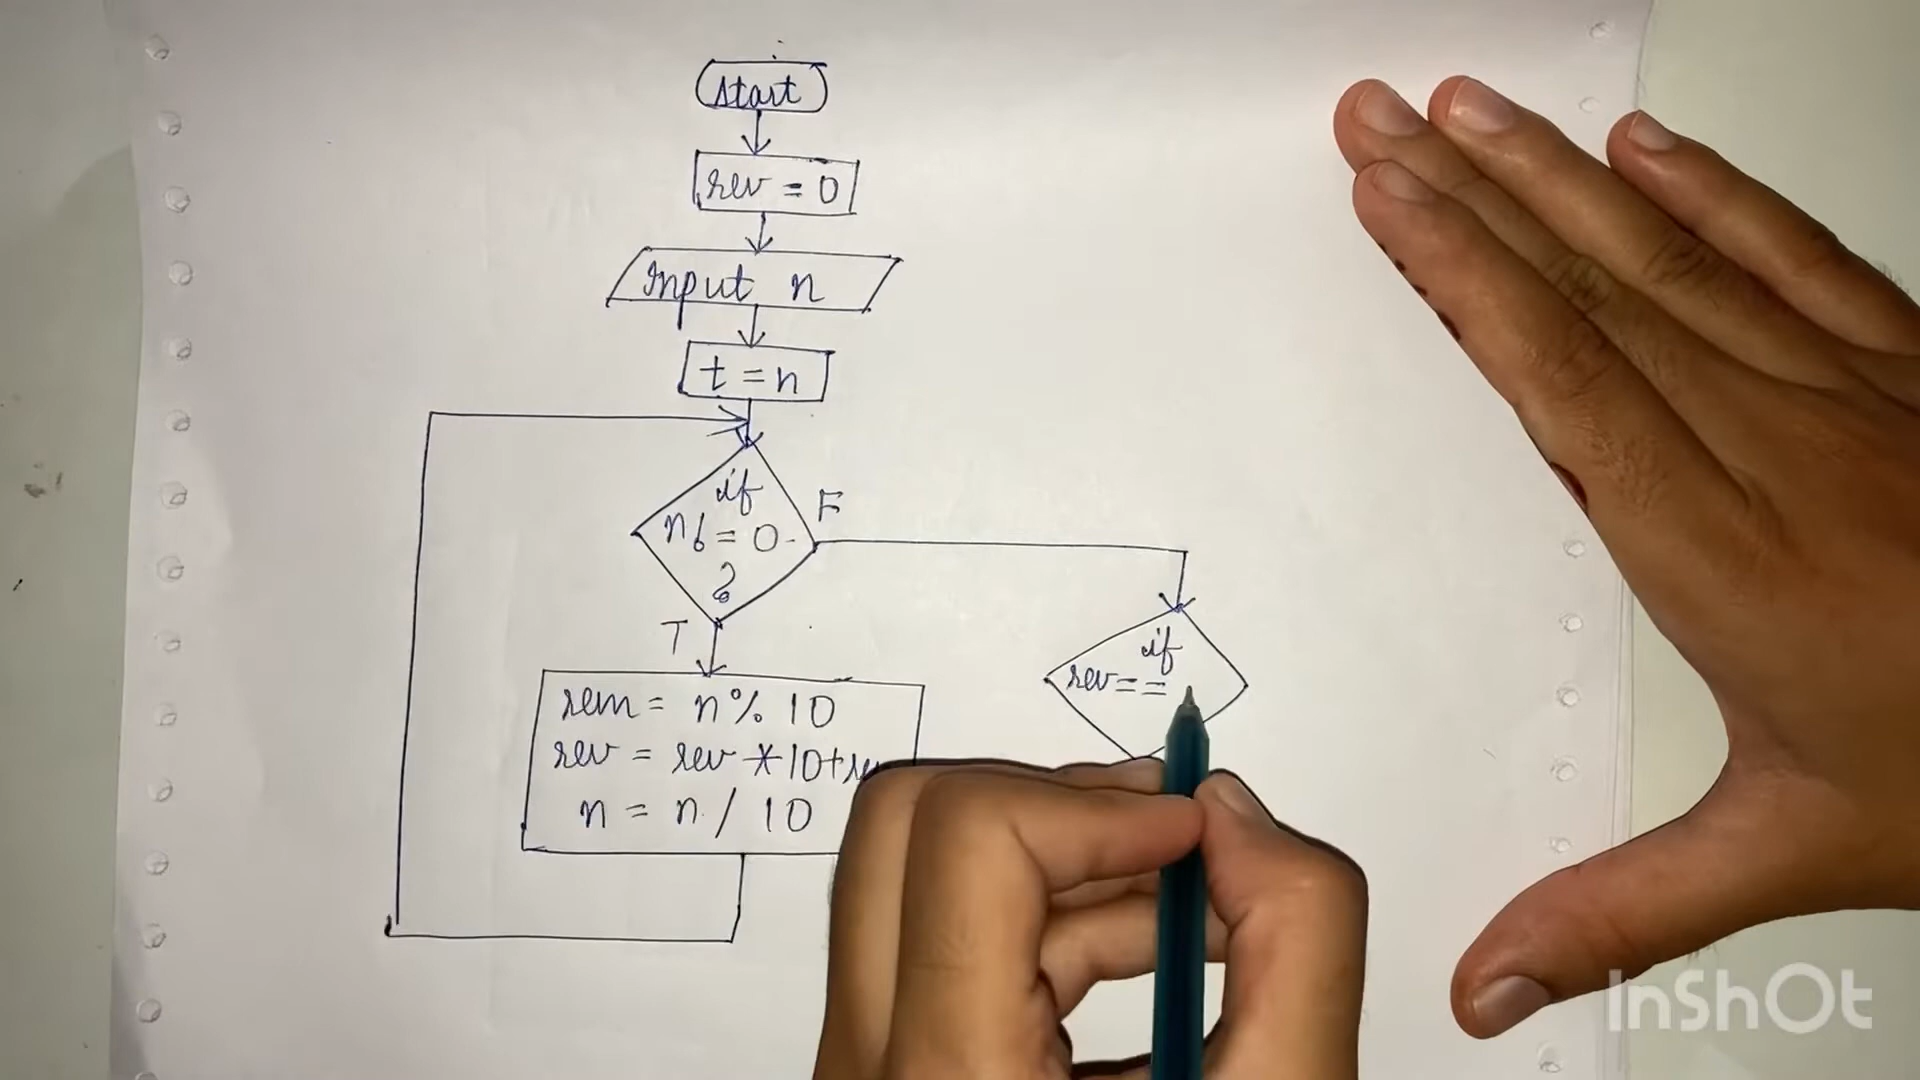 start
rev = 0
Input n
t = n
if
n != 0
?
F
T
rem = n % 10
rev = rev * 10 +
n = n / 10
if
rev ==
InShOt